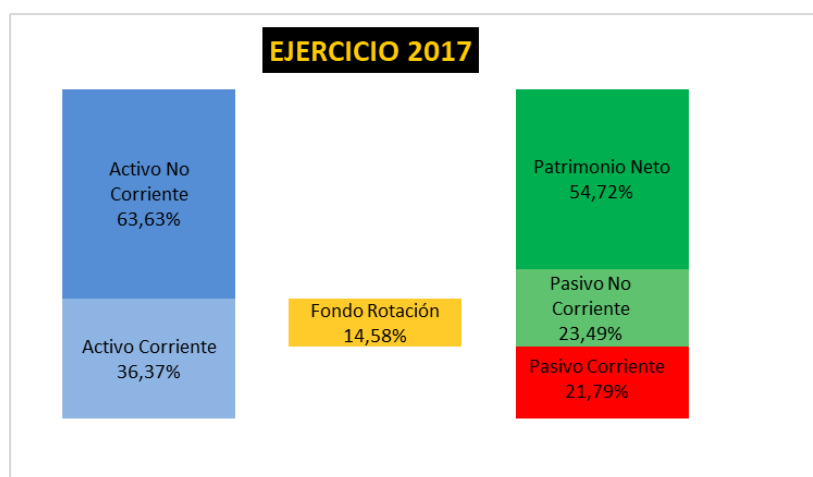 EJERCICIO 2017
Activo No
Corriente
63,63%
Activo Corriente
36,37%
Fondo Rotación
14,58%
Patrimonio Neto
54,72%
Pasivo No
Corriente
23,49%
Pasivo Corriente
21,79%